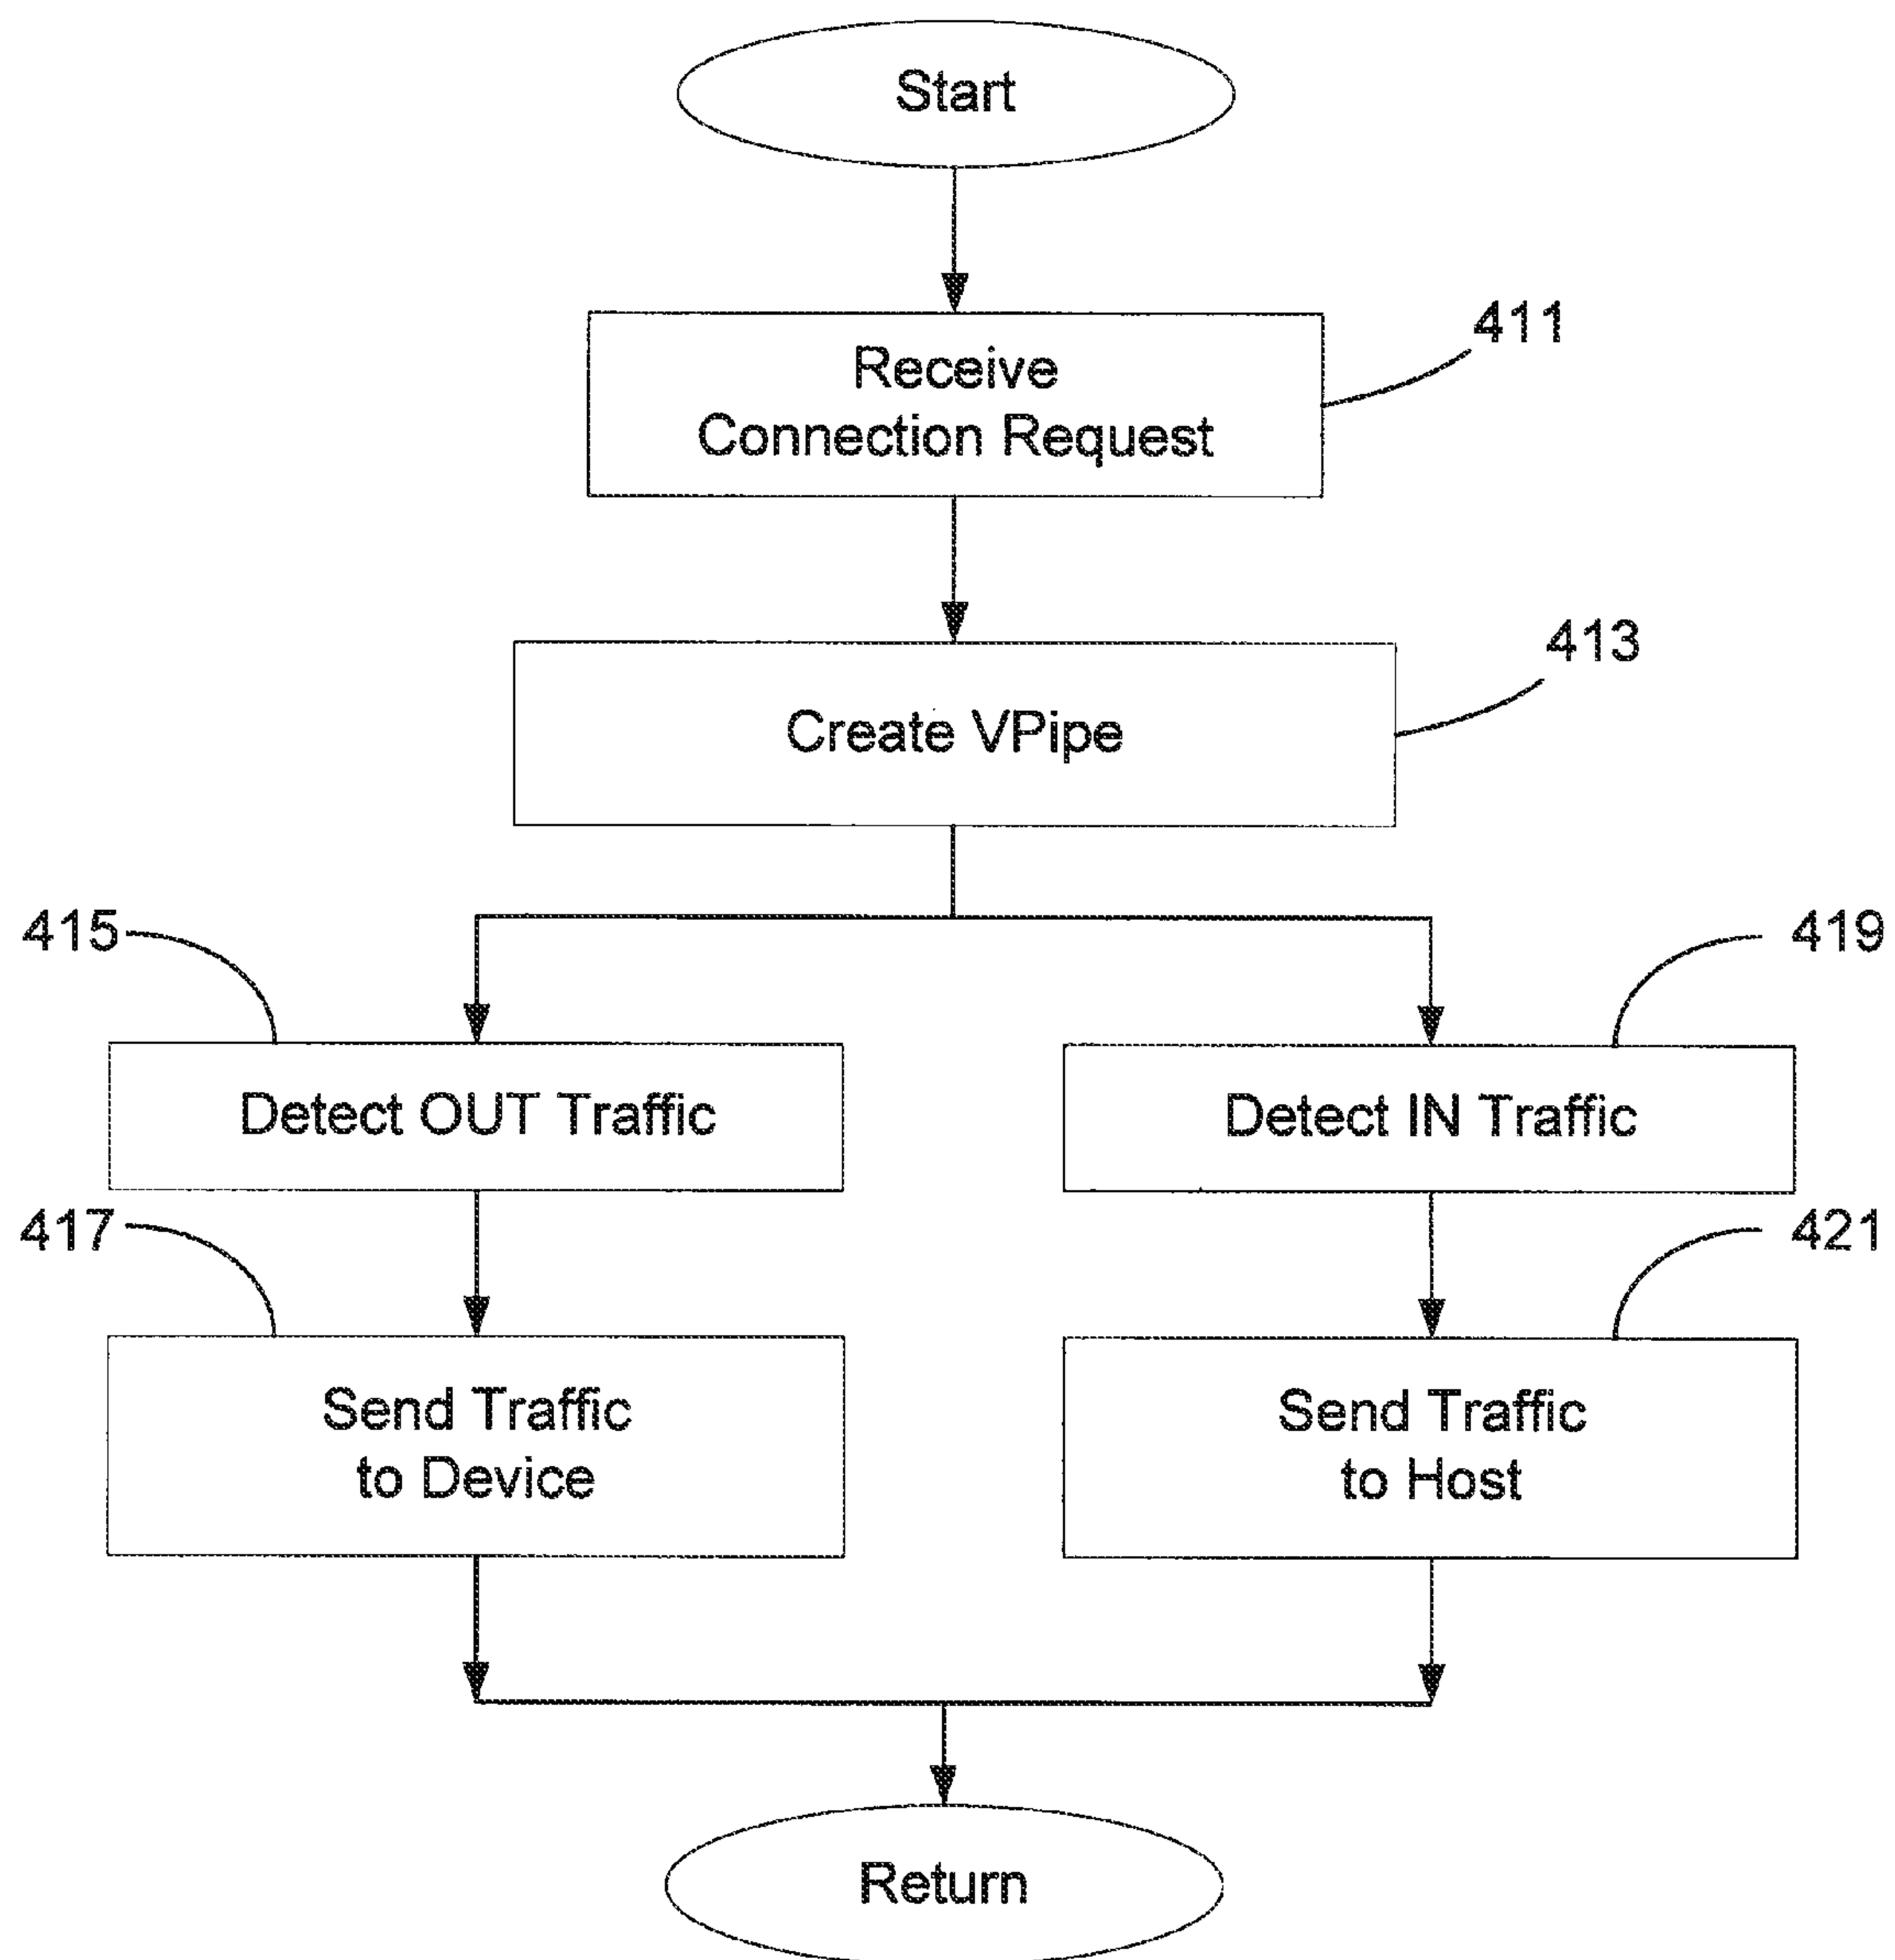 Start
Receive
Connection Request
411
Create VPipe
413
415
Detect OUT Traffic
419
Detect IN Traffic
417
Send Traffic
to Device
421
Send Traffic
to Host
Return